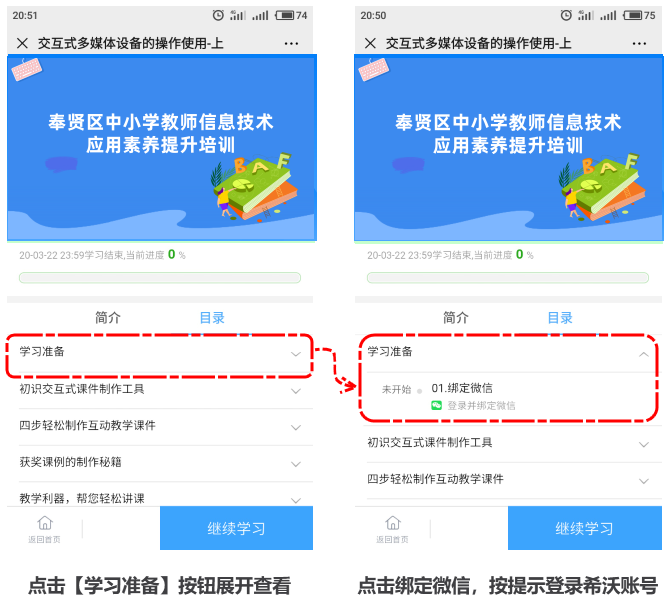 20:51
4G
74
交互式多媒体设备的操作使用-上
奉贤区中小学教师信息技术
应用素养提升培训
BAF
20-03-22 23:59学习结束,当前进度 0 %
简介
目录
学习准备
初识交互式课件制作工具
四步轻松制作互动教学课件
获奖课例的制作秘籍
教学利器，帮您轻松讲课
返回首页
继续学习
点击【学习准备】按钮展开查看
20:50
4G
75
交互式多媒体设备的操作使用-上
奉贤区中小学教师信息技术
应用素养提升培训
BAF
20-03-22 23:59学习结束,当前进度 0 %
简介
目录
学习准备
未开始
01.绑定微信
登录并绑定微信
初识交互式课件制作工具
四步轻松制作互动教学课件
返回首页
继续学习
点击绑定微信，按提示登录希沃账号